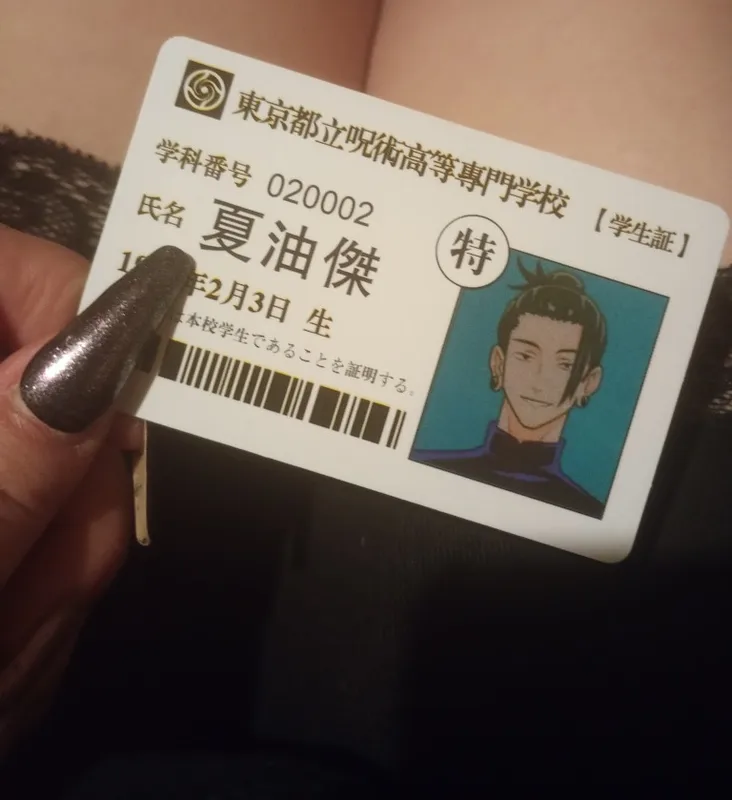 東京都立呪術高等専門学校
【学生証】
学科番号 020002
氏名 夏油傑
特
年2月3日 生
本校学生であることを証明する。